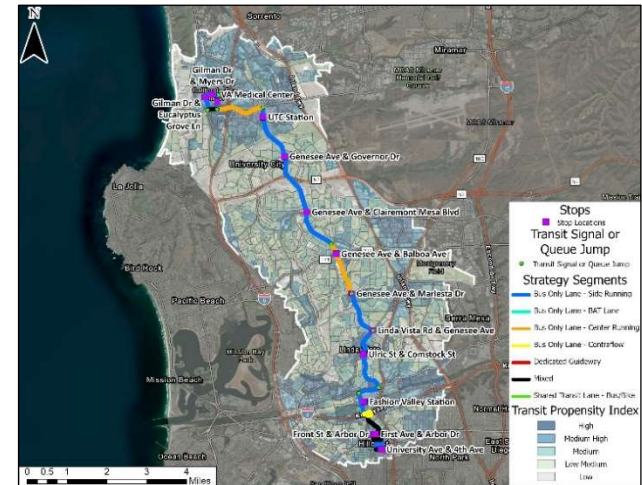 N
Sorrento
Miramar
Gilman Dr
& Myers Dr
VA Medical Center
Gilman Dr &
Eucalyptus
Grove Ln
UTC Station
University City
Genesee Ave & Governor Dr
La Jolla
Genesee Ave & Clairemont Mesa Blvd
Bird Rock
Genesee Ave & Balboa Ave
Montgomery
Field
Pacific Beach
Genesee Ave & Marlesta Dr
Serra Mesa
Linda Vista Rd & Genesee Ave
Mission Beach
Ulric St & Comstock St
Fashion Valley Station
Front St & Arbor Dr
First Ave & Arbor Dr
University Ave & 4th Ave
Ocean Beach
North Park
0 0.5 1 2 3 4
Miles
Stops
Stop Locations
Transit Signal or
Queue Jump
Transit Signal or Queue Jump
Strategy Segments
Bus Only Lane - Side Running
Bus Only Lane - BAT Lane
Bus Only Lane - Center Running
Bus Only Lane - Contraflow
Dedicated Guideway
Mixed
Shared Transit Lane - Bus/Bike
Transit Propensity Index
High
Medium High
Medium
Low Medium
Low